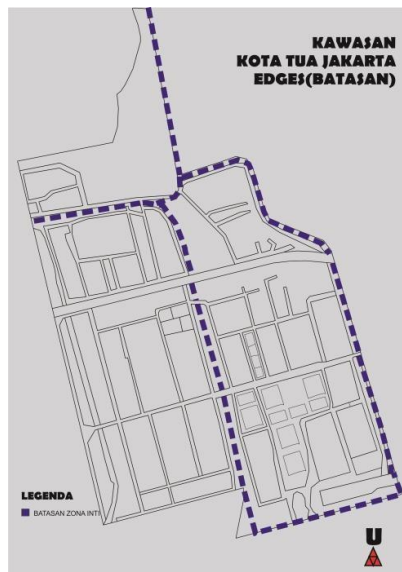 KAWASAN
KOTA TUA JAKARTA
EDGES(BATASAN)
LEGENDA
BATASAN ZONA INTI
U